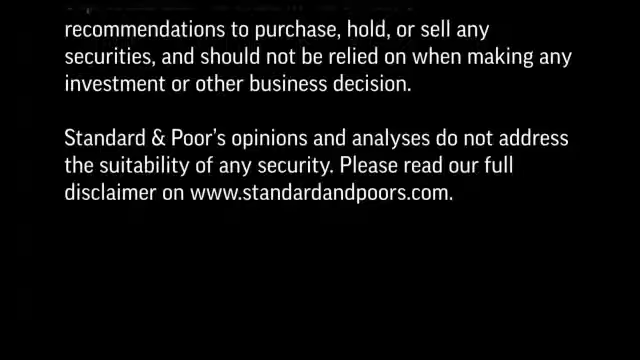 recommendations to purchase, hold, or sell any
securities, and should not be relied on when making any
investment or other business decision.
Standard & Poor's opinions and analyses do not address
the suitability of any security. Please read our full
disclaimer on www.standardandpoors.com.